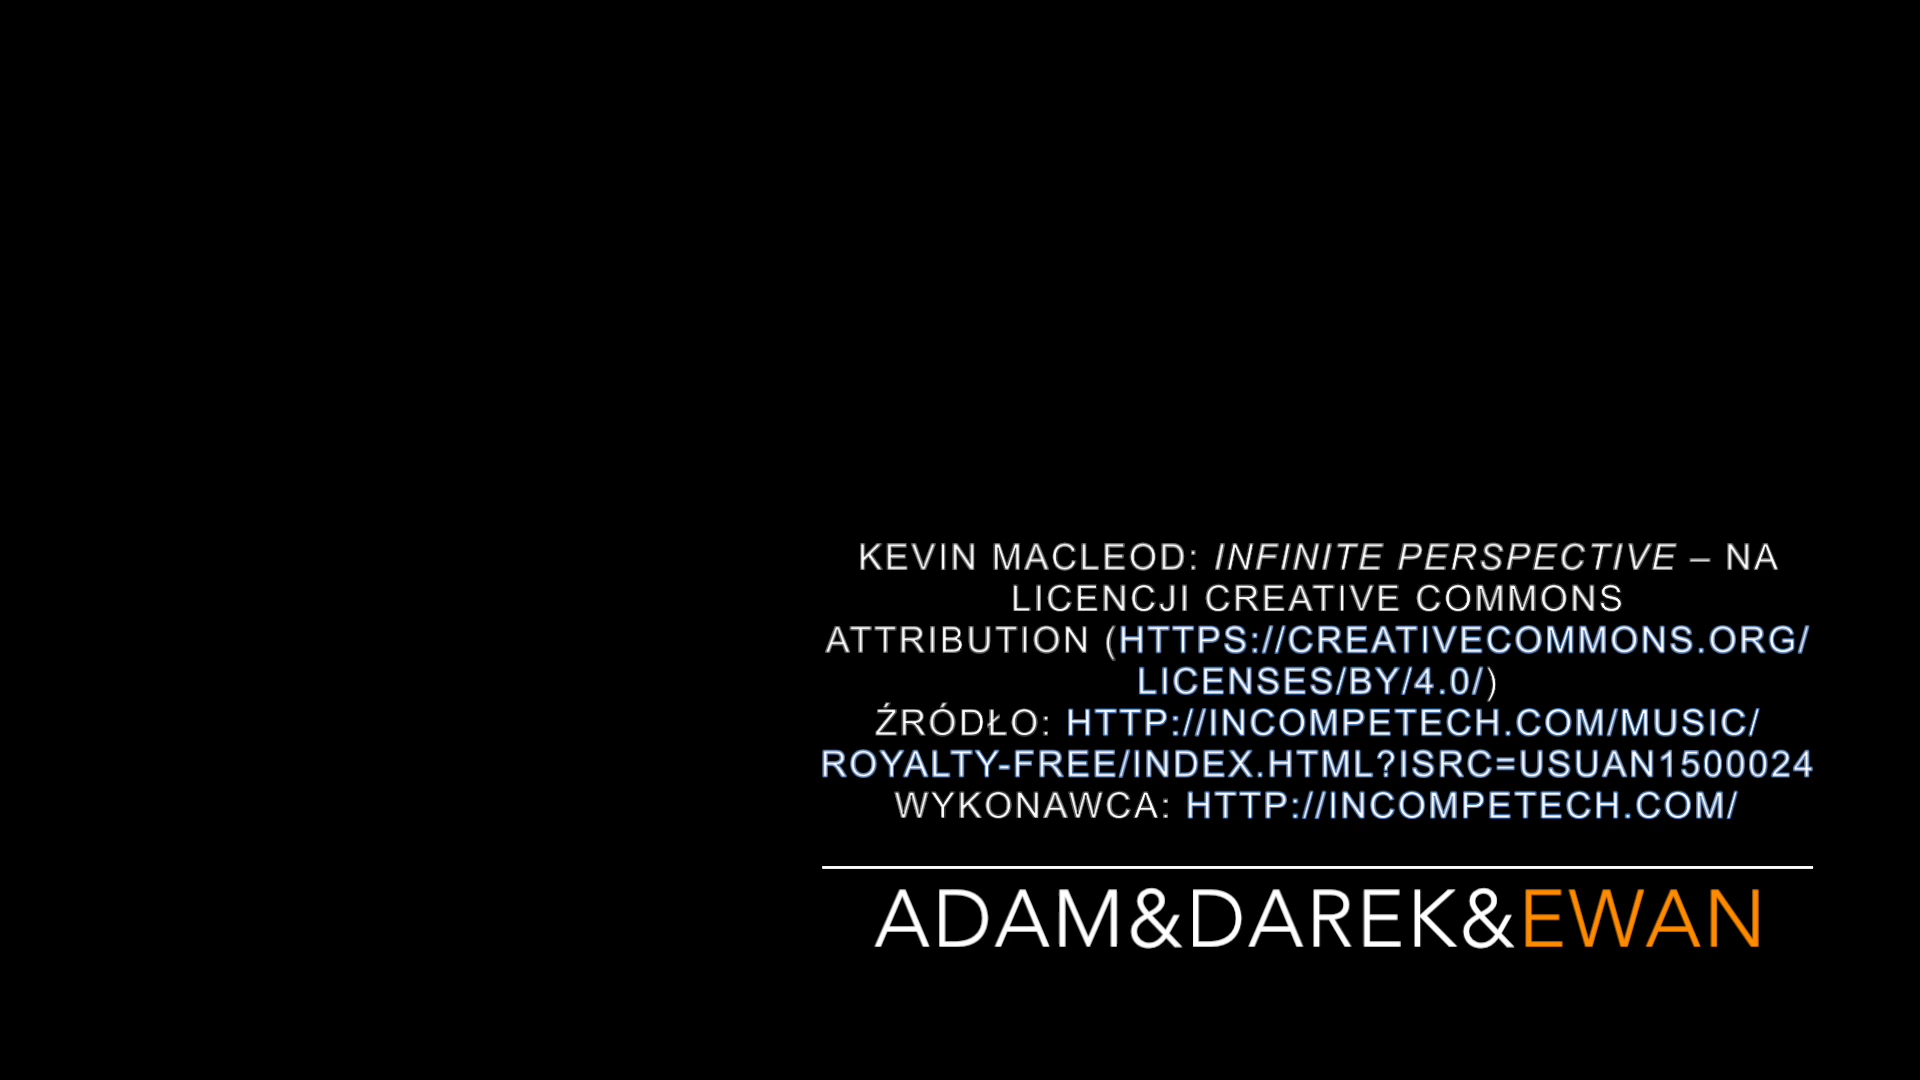 KEVIN MACLEOD: INFINITE PERSPECTIVE – NA
LICENCJI CREATIVE COMMONS
ATTRIBUTION (HTTPS://CREATIVECOMMONS.ORG/
LICENSES/BY/4.0/)
ŹRÓDŁO: HTTP://INCOMPETECH.COM/MUSIC/
ROYALTY-FREE/INDEX.HTML?ISRC=USUAN1500024
WYKONAWCA: HTTP://INCOMPETECH.COM/
ADAM&DAREK&EWAN